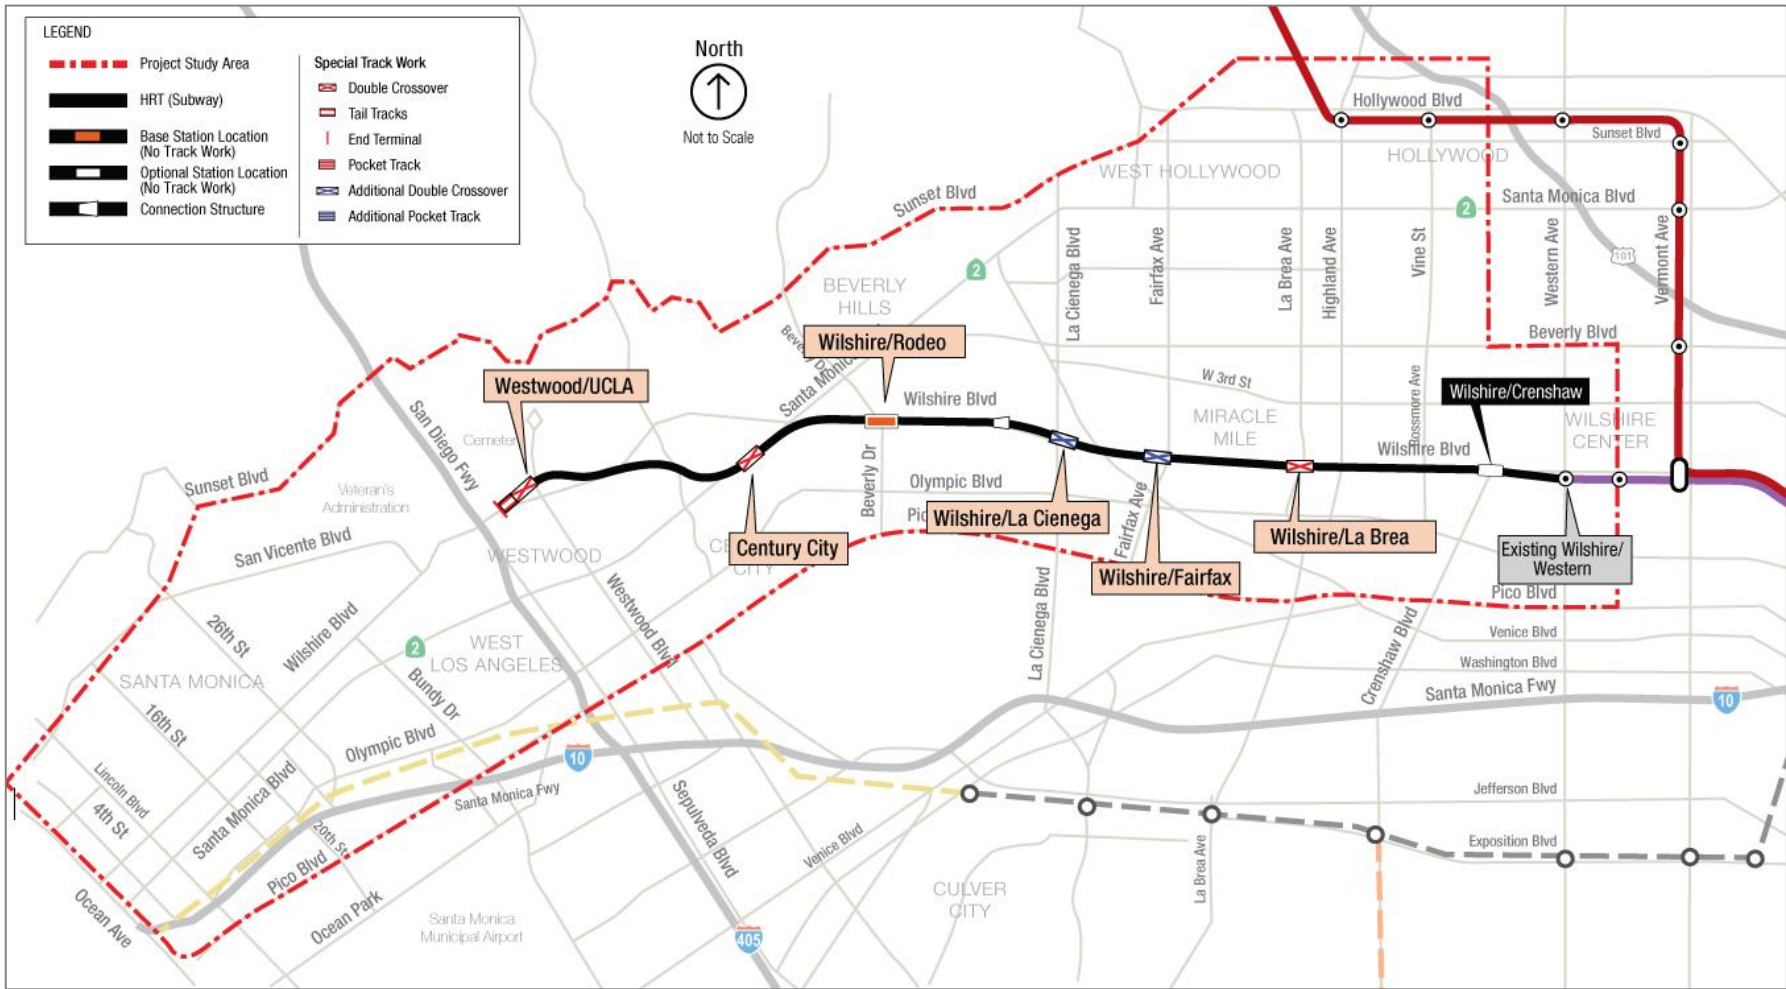 LEGEND
Project Study Area
HRT (Subway)
Base Station Location
(No Track Work)
Optional Station Location
(No Track Work)
Connection Structure
Special Track Work
Double Crossover
Tail Tracks
End Terminal
Pocket Track
Additional Double Crossover
Additional Pocket Track
North
Not to Scale
Hollywood Blvd
Sunset Blvd
HOLLYWOOD
WEST HOLLYWOOD
Sunset Blvd
Santa Monica Blvd
2
2
101
La Cienega Blvd
Fairfax Ave
La Brea Ave
Highland Ave
Vine St
Western Ave
Vermont Ave
BEVERLY
HILLS
Beverly Blvd
Beverly Dr
Santa Monica
Wilshire/Rodeo
Westwood/UCLA
Wilshire Blvd
W 3rd St
MIRACLE
MILE
Wilshire/Crenshaw
WILSHIRE
CENTER
Wilshire Blvd
San Diego Fwy
Beverly Dr
Olympic Blvd
Wilshire/La Cienega
Century City
Fairfax Ave
Wilshire/La Brea
Wilshire/Fairfax
Existing Wilshire/
Western
Pico Blvd
Sunset Blvd
Veteran's
Administration
San Vicente Blvd
WESTWOOD
CITY
Westwood Blvd
La Cienega Blvd
Crenshaw Blvd
Venice Blvd
Washington Blvd
Santa Monica Fwy
10
26th St
Wilshire Blvd
2
WEST
LOS ANGELES
SANTA MONICA
Bundy Dr
16th St
Olympic Blvd
10
Lincoln Blvd
4th St
Santa Monica Blvd
Santa Monica Fwy
20th St
Pico Blvd
Ocean Ave
Ocean Park
Sepulveda Blvd
Venice Blvd
La Brea Ave
Jefferson Blvd
Exposition Blvd
CULVER
CITY
Santa Monica
Municipal Airport
405